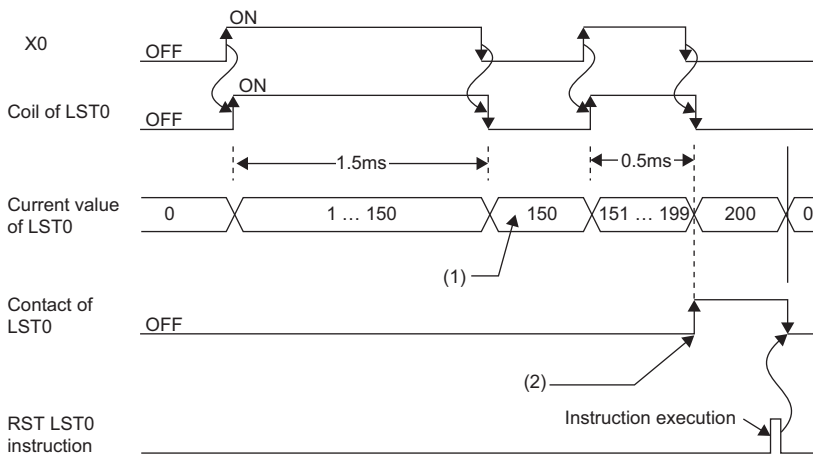 X0
OFF
ON
Coil of LST0
OFF
ON
1.5ms
0.5ms
Current value
of LST0
0
1 … 150
150
151 … 199
200
0
(1)
Contact of
LST0
OFF
(2)
RST LST0
instruction
Instruction execution